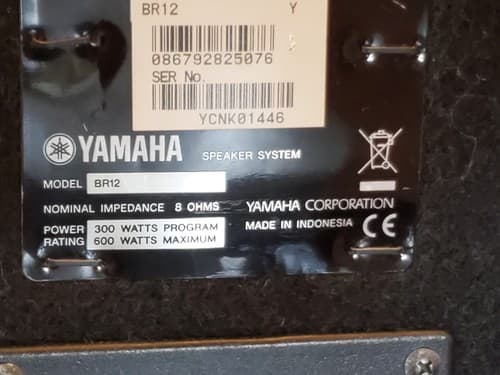 BR12 Y
086792825076
SER No.
YCNK01446
YAMAHA SPEAKER SYSTEM
MODEL BR12
NOMINAL IMPEDANCE 8 OHMS YAMAHA CORPORATION
POWER RATING 300 WATTS PROGRAM MADE IN INDONESIA CE
600 WATTS MAXIMUM